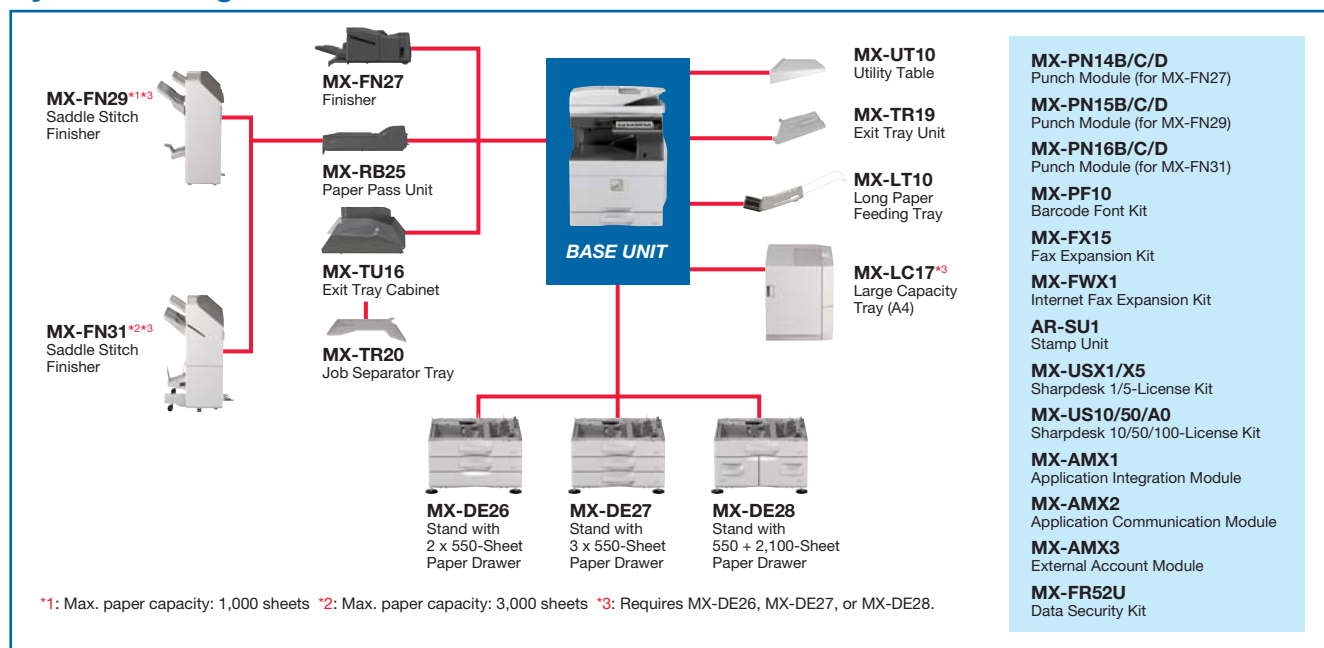 MX-FN27
Finisher
MX-FN29*1*3
Saddle Stitch
Finisher
MX-RB25
Paper Pass Unit
MX-TU16
Exit Tray Cabinet
MX-FN31*2*3
Saddle Stitch
Finisher
MX-TR20
Job Separator Tray
BASE UNIT
MX-UT10
Utility Table
MX-TR19
Exit Tray Unit
MX-LT10
Long Paper
Feeding Tray
MX-LC17*3
Large Capacity
Tray (A4)
MX-DE26
Stand with
2 x 550-Sheet
Paper Drawer
MX-DE27
Stand with
3 x 550-Sheet
Paper Drawer
MX-DE28
Stand with
550 + 2,100-Sheet
Paper Drawer
*1: Max. paper capacity: 1,000 sheets *2: Max. paper capacity: 3,000 sheets *3: Requires MX-DE26, MX-DE27, or MX-DE28.
MX-PN14B/C/D
Punch Module (for MX-FN27)
MX-PN15B/C/D
Punch Module (for MX-FN29)
MX-PN16B/C/D
Punch Module (for MX-FN31)
MX-PF10
Barcode Font Kit
MX-FX15
Fax Expansion Kit
MX-FWX1
Internet Fax Expansion Kit
AR-SU1
Stamp Unit
MX-USX1/X5
Sharpdesk 1/5-License Kit
MX-US10/50/A0
Sharpdesk 10/50/100-License Kit
MX-AMX1
Application Integration Module
MX-AMX2
Application Communication Module
MX-AMX3
External Account Module
MX-FR52U
Data Security Kit